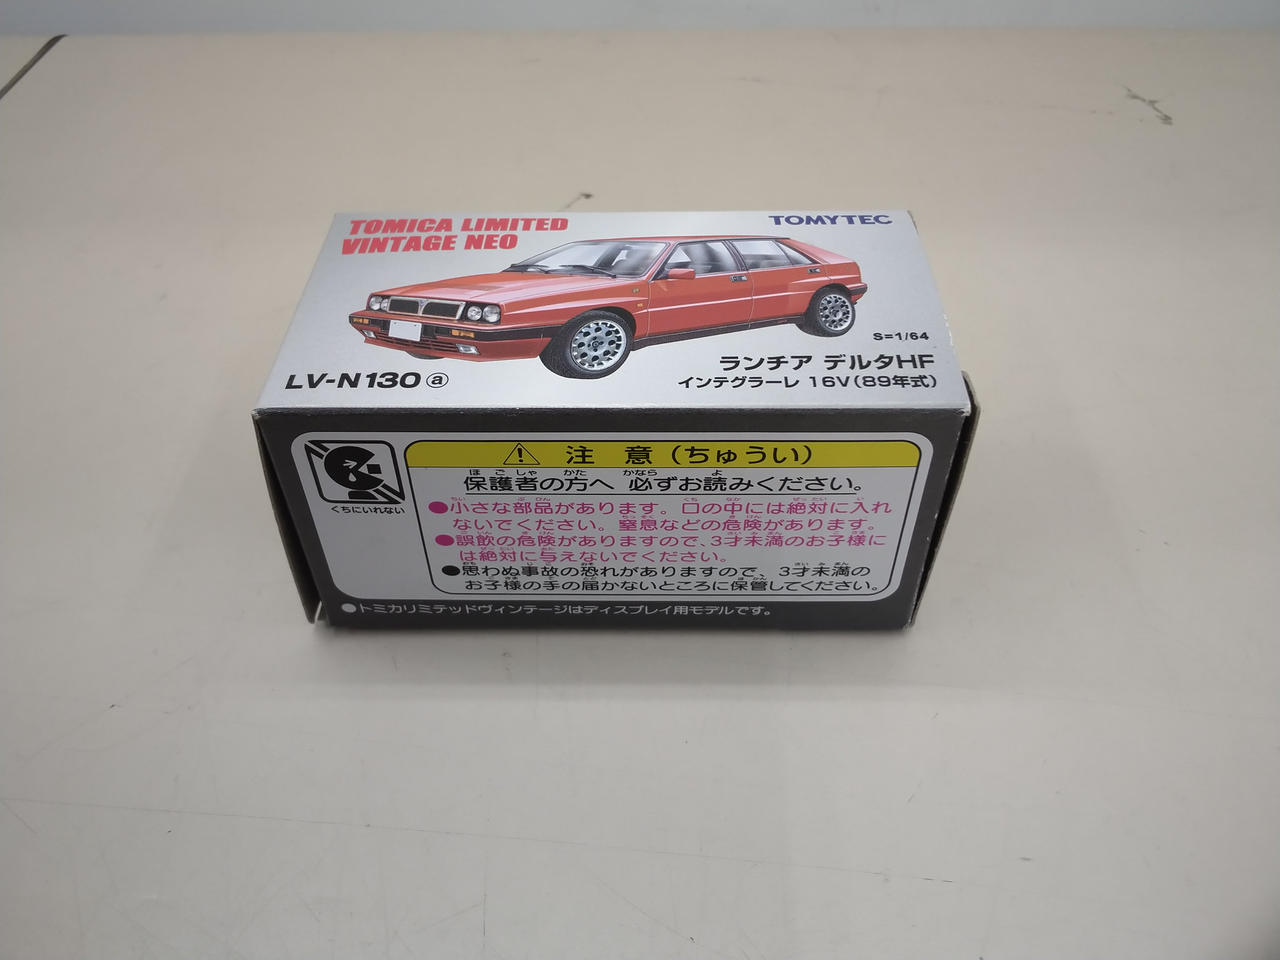 TOMICA LIMITED
VINTAGE NEO
TOMYTEC
S=1/64
LV-N130 ⓐ
ランチア デルタHF
インテグラーレ 16V(89年式)
くちにいれない
⚠ 注 意(ちゅうい)
保護者の方へ 必ずお読みください。
●小さな部品があります。口の中には絶対に入れ
ないでください。窒息などの危険があります。
●誤飲の危険がありますので、3才未満のお子様に
は絶対に与えないでください。
●思わぬ事故の恐れがありますので、3才未満の
お子様の手の届かないところに保管してください。
●トミカリミテッドヴィンテージはディスプレイ用モデルです。